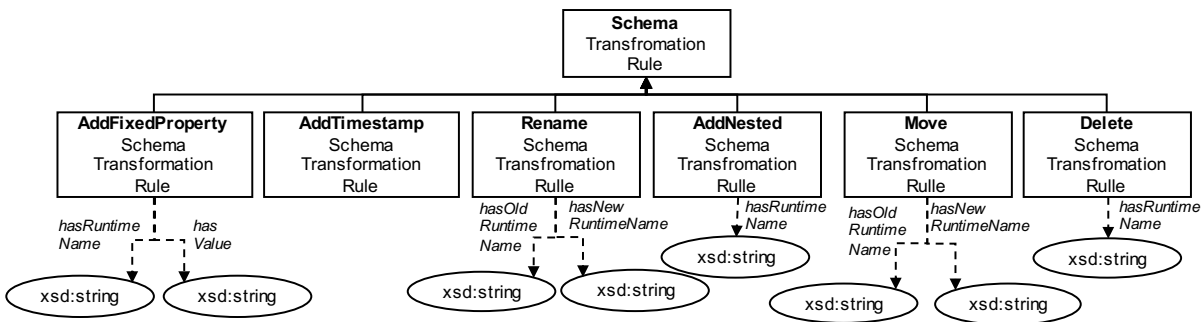 Schema
Transfromation
Rule
AddFixedProperty
Schema
Transformation
Rule
AddTimestamp
Schema
Transformation
Rule
Rename
Schema
Transfromation
Rulle
AddNested
Schema
Transfromation
Rulle
Move
Schema
Transfromation
Rulle
Delete
Schema
Transfromation
Rule
hasRuntime
Name
has
Value
hasOld
Runtime
Name
hasNew
RuntimeName
hasRuntime
Name
hasOld
Runtime
Name
hasNew
RuntimeName
hasRuntime
Name
xsd:string
xsd:string
xsd:string
xsd:string
xsd:string
xsd:string
xsd:string
xsd:string